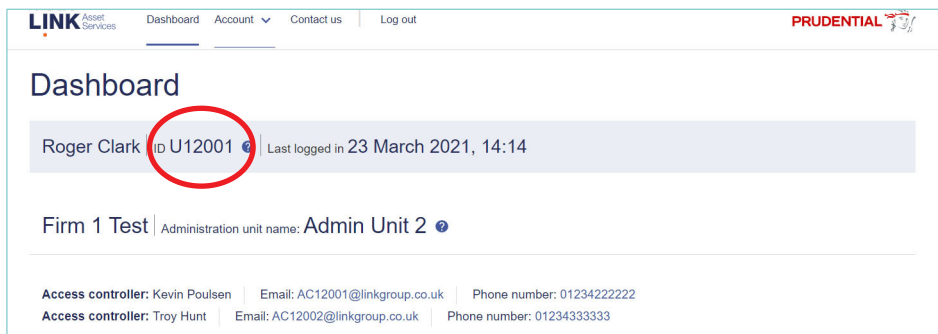 LINK Asset Services Dashboard Account Contact us Log out PRUDENTIAL
Dashboard
Roger Clark ID U12001 ? Last logged in 23 March 2021, 14:14
Firm 1 Test Administration unit name: Admin Unit 2 ?
Access controller: Kevin Poulsen Email: AC12001@linkgroup.co.uk Phone number: 01234222222
Access controller: Troy Hunt Email: AC12002@linkgroup.co.uk Phone number: 01234333333